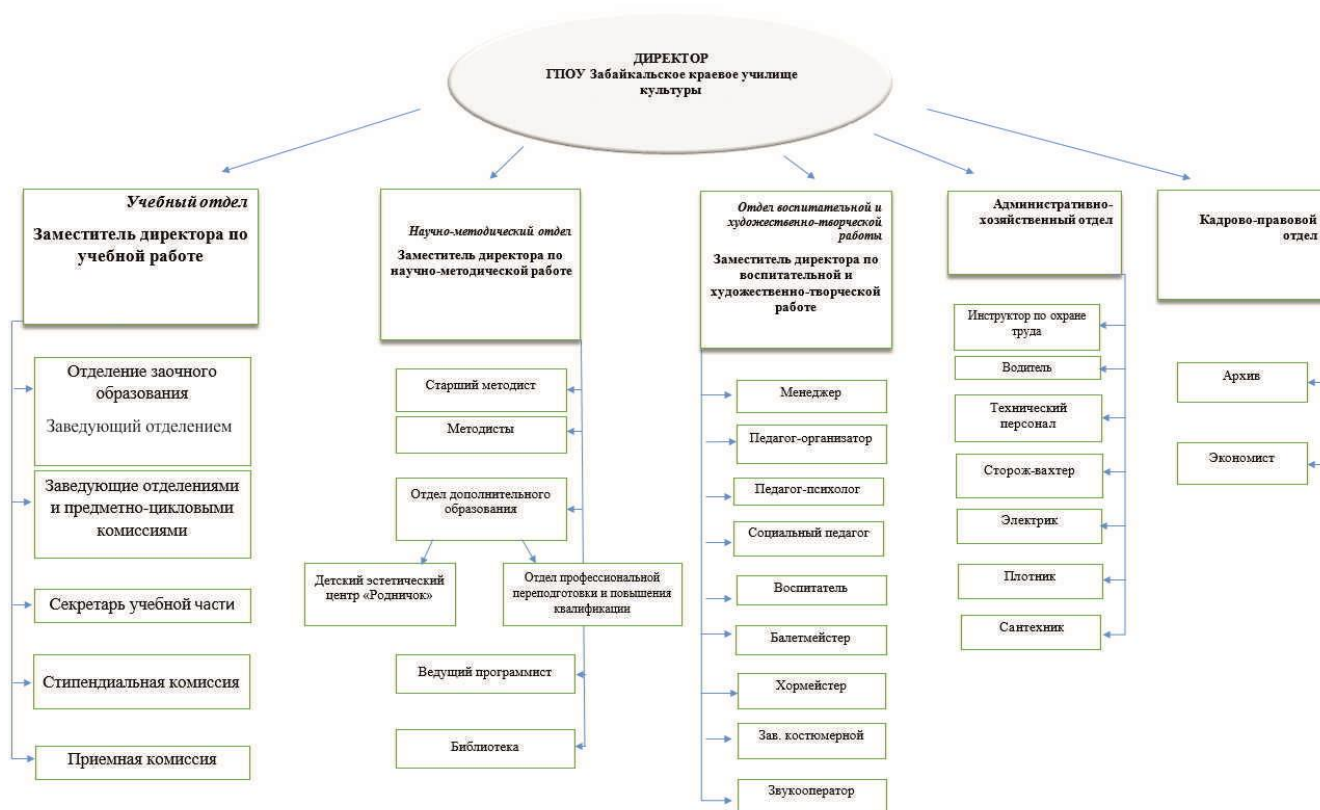 ДИРЕКТОР
ГПОУ Забайкальское краевое училище
культуры
Учебный отдел
Заместитель директора по
учебной работе
Отделение заочного
образования
Заведующий отделением
Заведующие отделениями
и предметно-цикловыми
комиссиями
Секретарь учебной части
Стипендиальная комиссия
Приемная комиссия
Научно-методический отдел
Заместитель директора по
научно-методической работе
Старший методист
Методисты
Отдел дополнительного
образования
Детский эстетический
центр «Родничок»
Отдел профессиональной
переподготовки и повышения
квалификации
Ведущий программист
Библиотека
Отдел воспитательной и
художественно-творческой
работы
Заместитель директора по
воспитательной и
художественно-творческой
работе
Менеджер
Педагог-организатор
Педагог-психолог
Социальный педагог
Воспитатель
Балетмейстер
Хормейстер
Зав. костюмерной
Звукооператор
Административно-
хозяйственный отдел
Инструктор по охране
труда
Водитель
Технический
персонал
Сторож-вахтер
Электрик
Плотник
Сантехник
Кадрово-правовой
отдел
Архив
Экономист